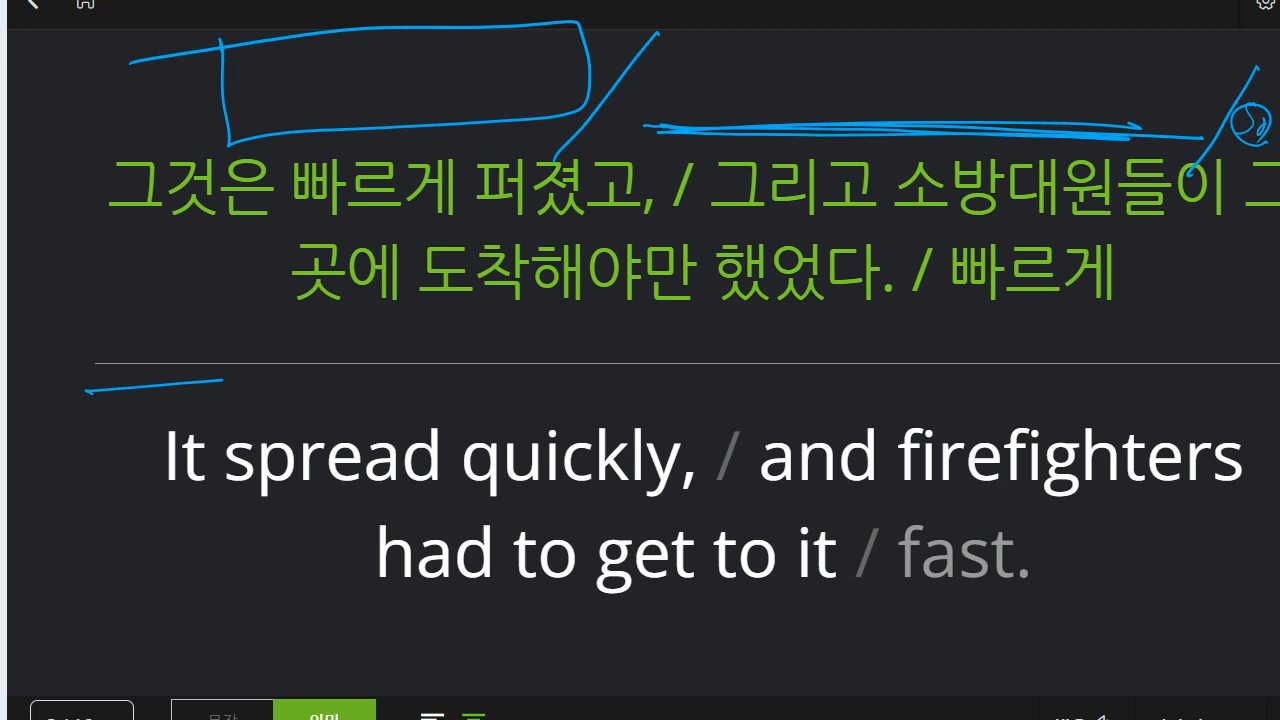 그것은 빠르게 퍼졌고, / 그리고 소방대원들이 그
곳에 도착해야만 했었다. / 빠르게
It spread quickly, / and firefighters
had to get to it / fast.